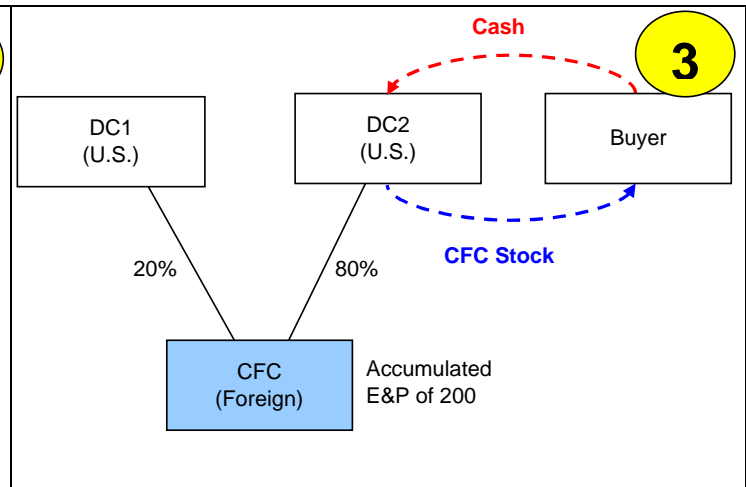 Cash
3
DC1
(U.S.)
DC2
(U.S.)
Buyer
CFC Stock
20%
80%
CFC
(Foreign)
Accumulated
E&P of 200